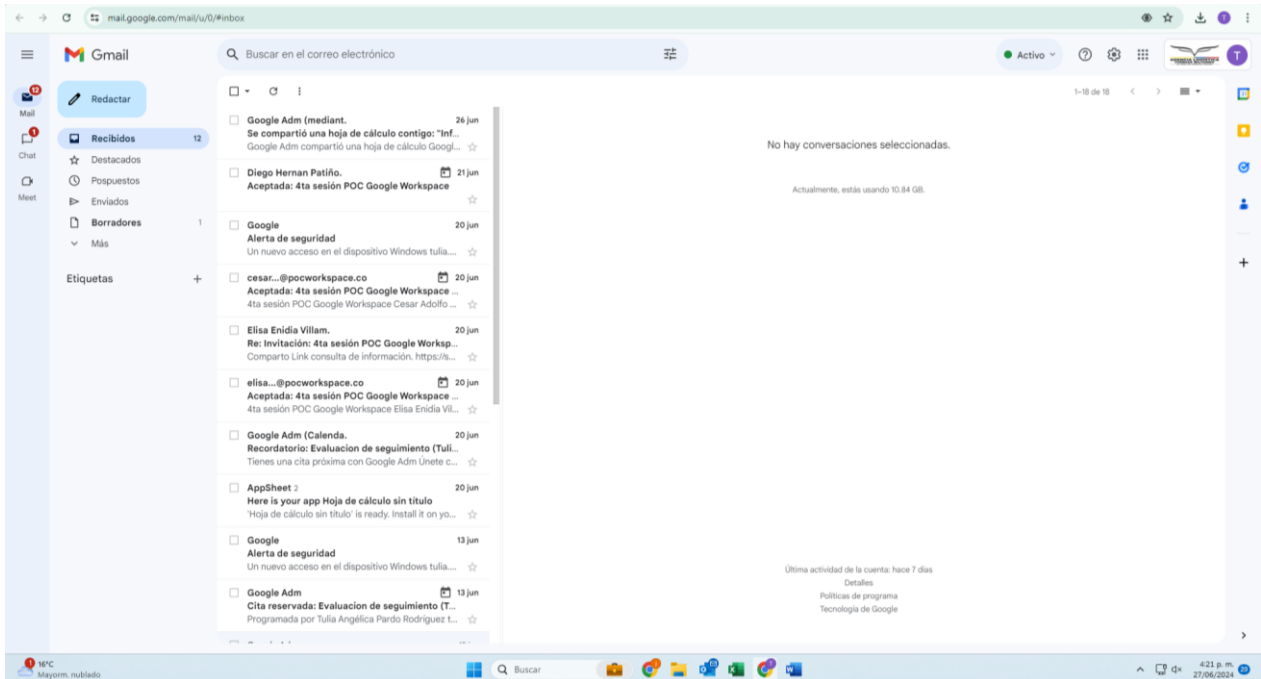 mail.google.com/mail/u/0/#inbox
Gmail
Buscar en el correo electrónico
Activo
T
12
Mail
1
Chat
Meet
Redactar
Recibidos 12
Destacados
Pospuestos
Enviados
Borradores 1
Más
Etiquetas
1–18 de 18
Google Adm (mediant. 26 jun
Se compartió una hoja de cálculo contigo: "Inf...
Google Adm compartió una hoja de cálculo Googl...
Diego Hernan Patiño. 21 jun
Aceptada: 4ta sesión POC Google Workspace
Google 20 jun
Alerta de seguridad
Un nuevo acceso en el dispositivo Windows tulia....
cesar...@pocworkspace.co 20 jun
Aceptada: 4ta sesión POC Google Workspace ...
4ta sesión POC Google Workspace Cesar Adolfo ...
Elisa Enidia Villam. 20 jun
Re: Invitación: 4ta sesión POC Google Worksp...
Comparto Link consulta de información. https://s...
elisa...@pocworkspace.co 20 jun
Aceptada: 4ta sesión POC Google Workspace ...
4ta sesión POC Google Workspace Elisa Enidia Vil...
Google Adm (Calenda. 20 jun
Recordatorio: Evaluacion de seguimiento (Tuli...
Tienes una cita próxima con Google Adm Únete c...
AppSheet 2 20 jun
Here is your app Hoja de cálculo sin título
'Hoja de cálculo sin título' is ready. Install it on yo...
Google 13 jun
Alerta de seguridad
Un nuevo acceso en el dispositivo Windows tulia....
Google Adm 13 jun
Cita reservada: Evaluacion de seguimiento (T...
Programada por Tulia Angélica Pardo Rodríguez t...
No hay conversaciones seleccionadas.
Actualmente, estás usando 10.84 GB.
Última actividad de la cuenta: hace 7 días
Detalles
Políticas de programa
Tecnología de Google
1
16°C
Mayorm. nublado
Buscar
4:21 p. m.
27/06/2024